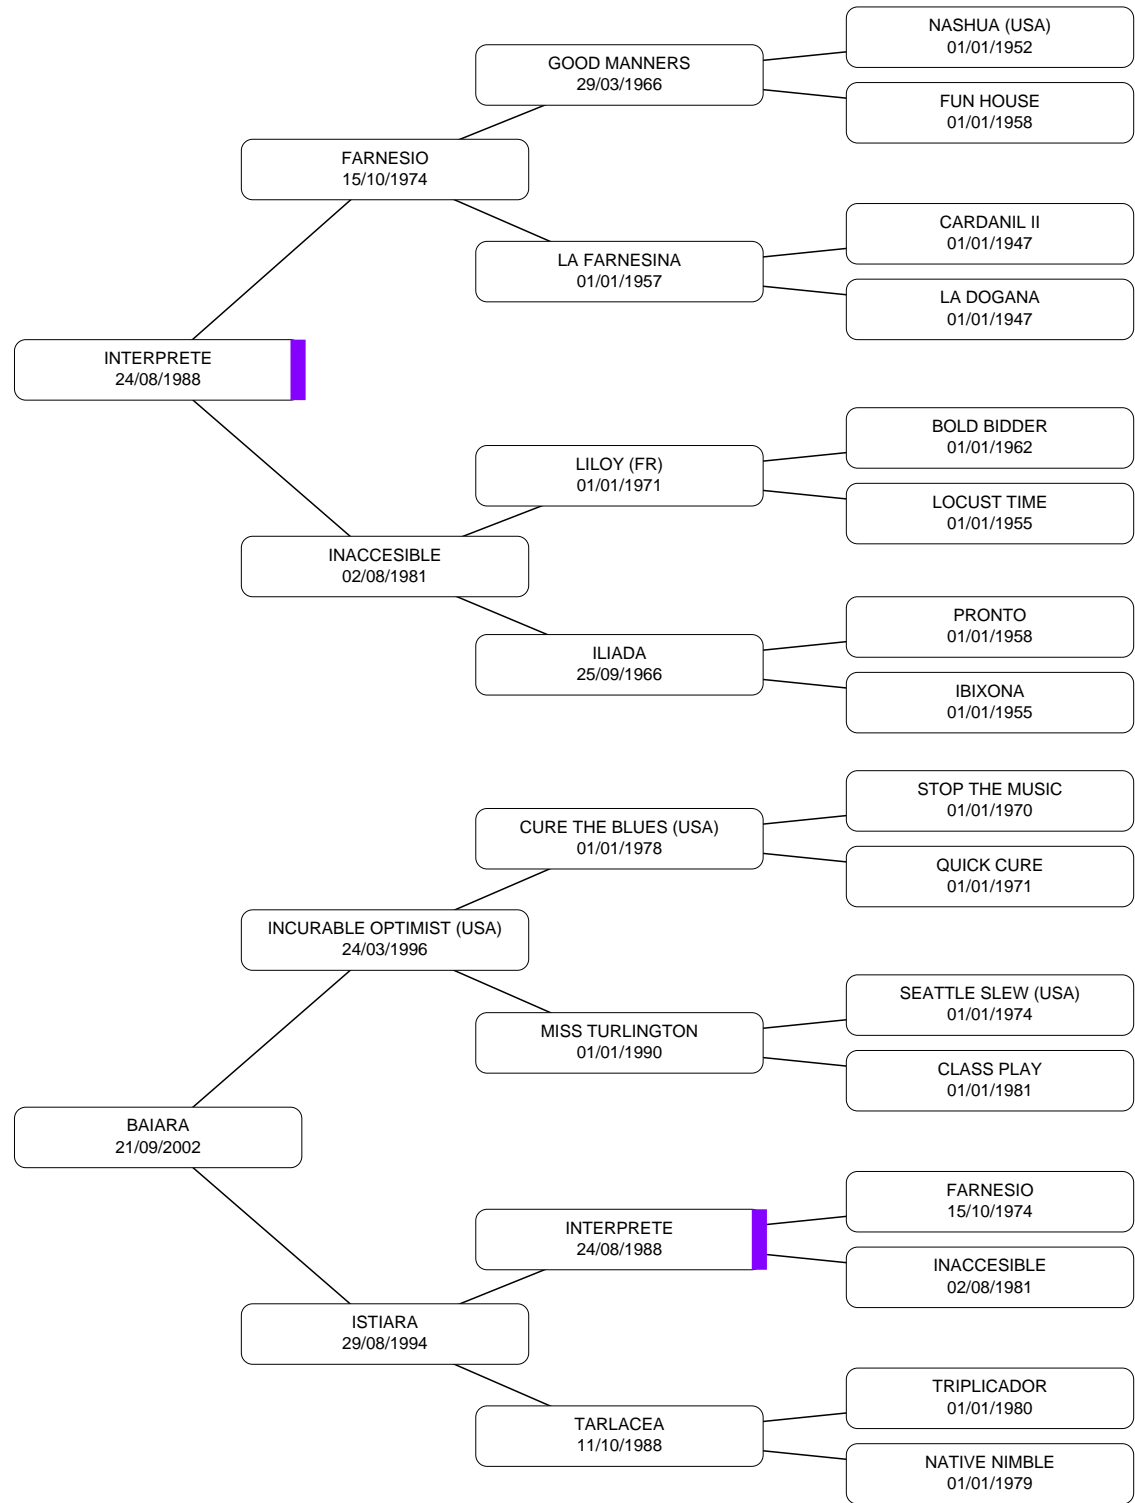 NASHUA (USA)
01/01/1952
GOOD MANNERS
29/03/1966
FUN HOUSE
01/01/1958
FARNESIO
15/10/1974
CARDANIL II
01/01/1947
LA FARNESINA
01/01/1957
LA DOGANA
01/01/1947
INTERPRETE
24/08/1988
BOLD BIDDER
01/01/1962
LILOY (FR)
01/01/1971
LOCUST TIME
01/01/1955
INACCESIBLE
02/08/1981
PRONTO
01/01/1958
ILIADA
25/09/1966
IBIXONA
01/01/1955
STOP THE MUSIC
01/01/1970
CURE THE BLUES (USA)
01/01/1978
QUICK CURE
01/01/1971
INCURABLE OPTIMIST (USA)
24/03/1996
SEATTLE SLEW (USA)
01/01/1974
MISS TURLINGTON
01/01/1990
CLASS PLAY
01/01/1981
BAIARA
21/09/2002
FARNESIO
15/10/1974
INTERPRETE
24/08/1988
INACCESIBLE
02/08/1981
ISTIARA
29/08/1994
TRIPLICADOR
01/01/1980
TARLACEA
11/10/1988
NATIVE NIMBLE
01/01/1979